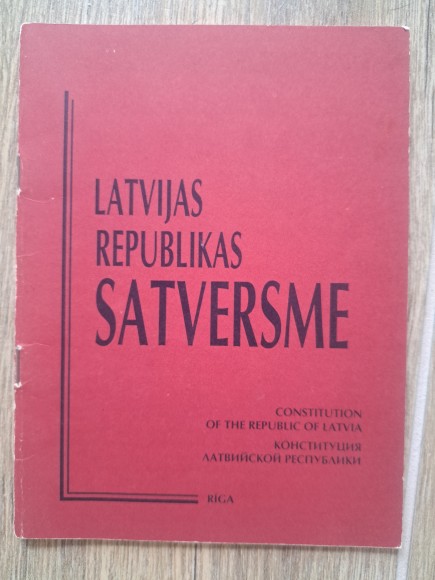 LATVIJAS
REPUBLIKAS
SATVERSME
CONSTITUTION
OF THE REPUBLIC OF LATVIA
КОНСТИТУЦИЯ
ЛАТВИЙСКОЙ РЕСПУБЛИКИ
RĪGA